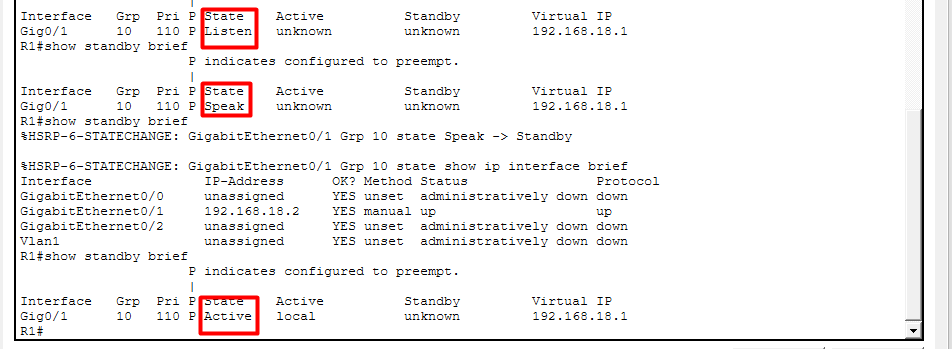 |
Interface Grp Pri P State Active Standby Virtual IP
Gig0/1 10 110 P Listen unknown unknown 192.168.18.1
R1#show standby brief
P indicates configured to preempt.
|
Interface Grp Pri P State Active Standby Virtual IP
Gig0/1 10 110 P Speak unknown unknown 192.168.18.1
R1#show standby brief
%HSRP-6-STATECHANGE: GigabitEthernet0/1 Grp 10 state Speak -> Standby
%HSRP-6-STATECHANGE: GigabitEthernet0/1 Grp 10 state show ip interface brief
Interface IP-Address OK? Method Status Protocol
GigabitEthernet0/0 unassigned YES unset administratively down down
GigabitEthernet0/1 192.168.18.2 YES manual up up
GigabitEthernet0/2 unassigned YES unset administratively down down
Vlan1 unassigned YES unset administratively down down
R1#show standby brief
P indicates configured to preempt.
|
Interface Grp Pri P State Active Standby Virtual IP
Gig0/1 10 110 P Active local unknown 192.168.18.1
R1#